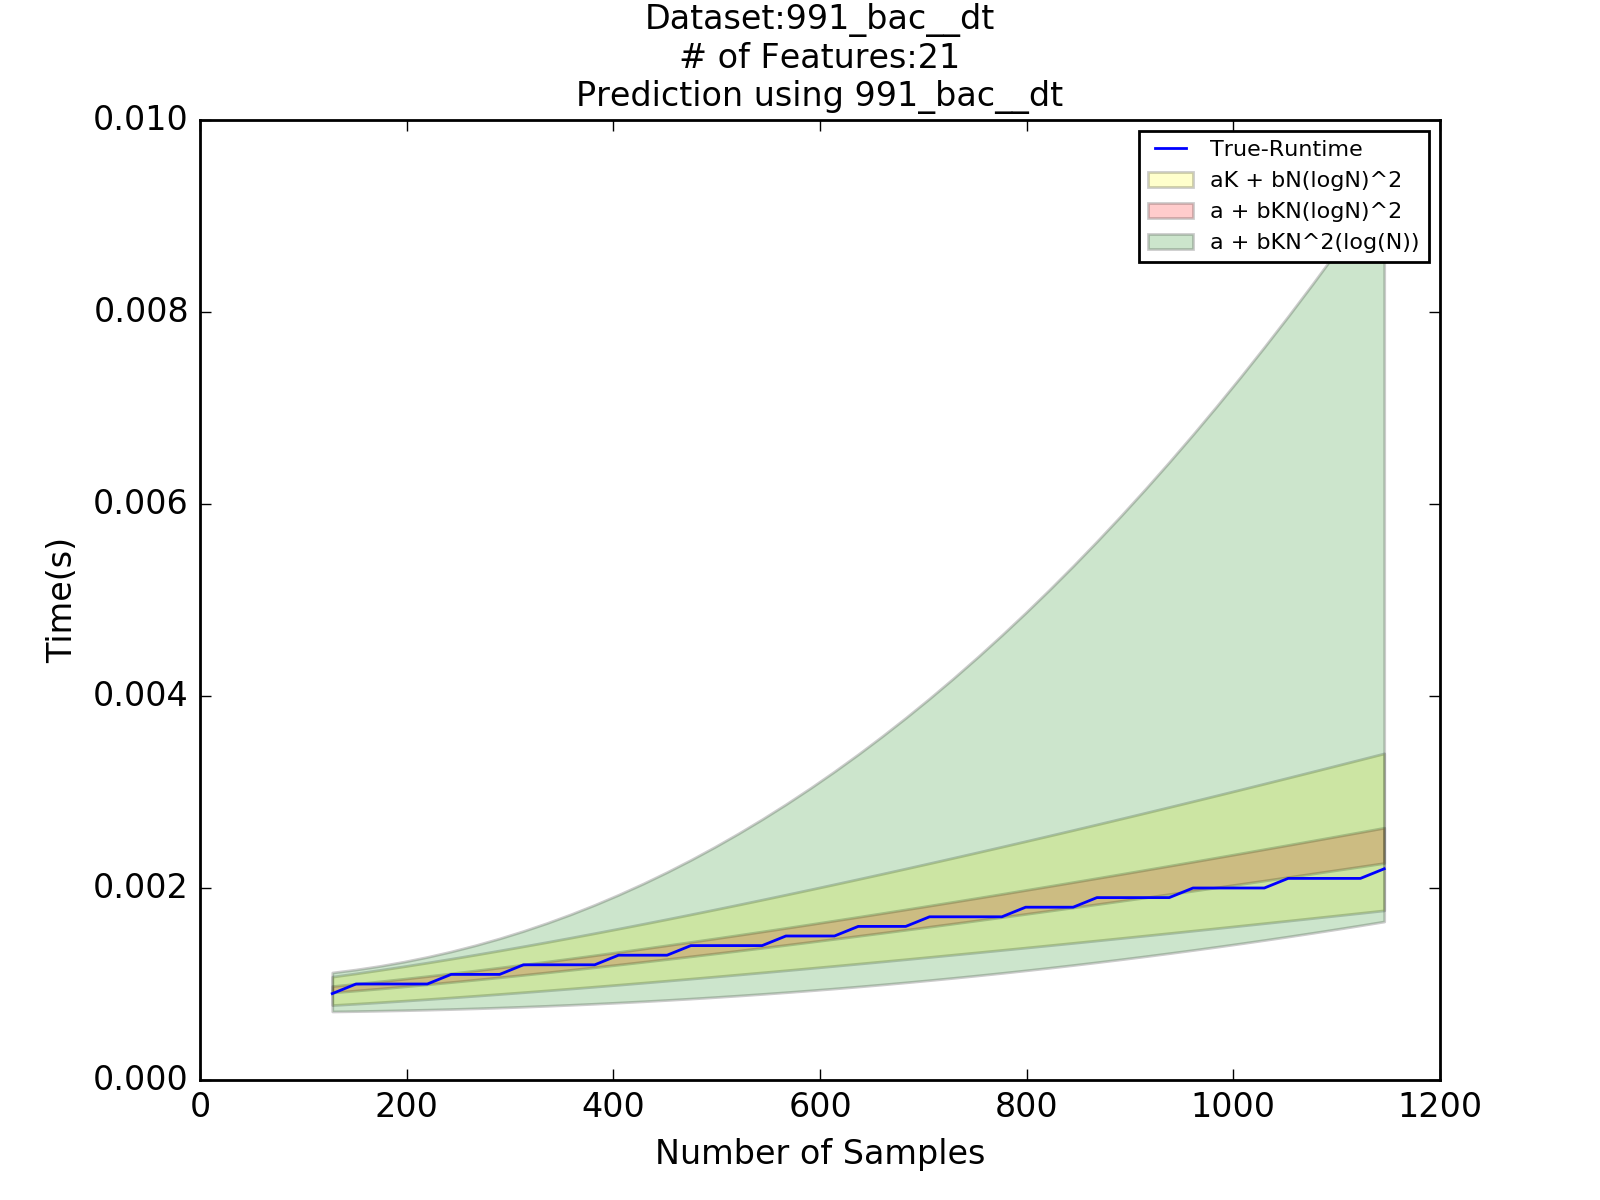 Dataset:991_bac__dt
# of Features:21
Prediction using 991_bac__dt
True-Runtime
aK + bN(logN)^2
a + bKN(logN)^2
a + bKN^2(log(N))
0.010
0.008
0.006
0.004
0.002
0.000
Time(s)
0 200 400 600 800 1000 1200
Number of Samples